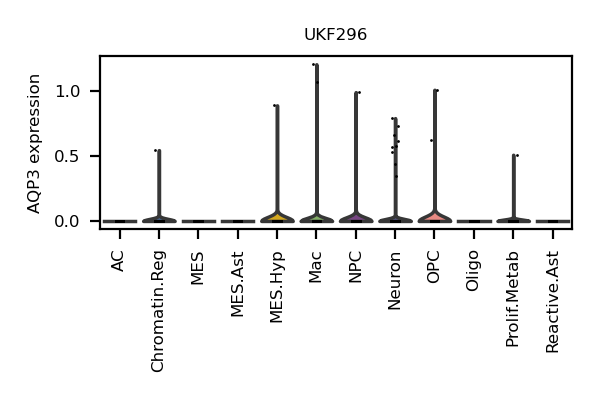 UKF296
AQP3 expression
1.0
0.5
0.0
AC
Chromatin.Reg
MES
MES.Ast
MES.Hyp
Mac
NPC
Neuron
OPC
Oligo
Prolif.Metab
Reactive.Ast